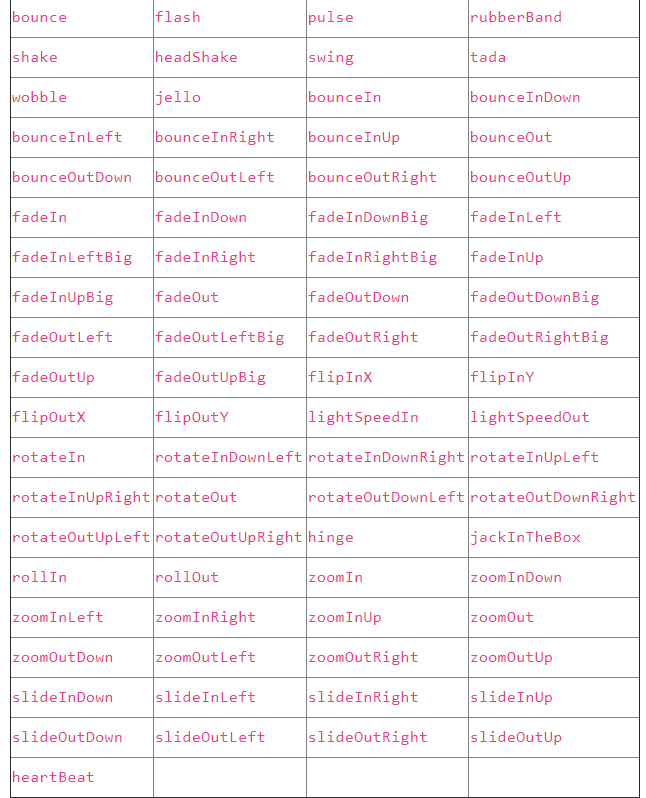 bounce flash pulse rubberBand
shake headShake swing tada
wobble jello bounceIn bounceInDown
bounceInLeft bounceInRight bounceInUp bounceOut
bounceOutDown bounceOutLeft bounceOutRight bounceOutUp
fadeIn fadeInDown fadeInDownBig fadeInLeft
fadeInLeftBig fadeInRight fadeInRightBig fadeInUp
fadeInUpBig fadeOut fadeOutDown fadeOutDownBig
fadeOutLeft fadeOutLeftBig fadeOutRight fadeOutRightBig
fadeOutUp fadeOutUpBig flipInX flipInY
flipOutX flipOutY lightSpeedIn lightSpeedOut
rotateIn rotateInDownLeft rotateInDownRight rotateInUpLeft
rotateInUpRight rotateOut rotateOutDownLeft rotateOutDownRight
rotateOutUpLeft rotateOutUpRight hinge jackInTheBox
rollIn rollOut zoomIn zoomInDown
zoomInLeft zoomInRight zoomInUp zoomOut
zoomOutDown zoomOutLeft zoomOutRight zoomOutUp
slideInDown slideInLeft slideInRight slideInUp
slideOutDown slideOutLeft slideOutRight slideOutUp
heartBeat